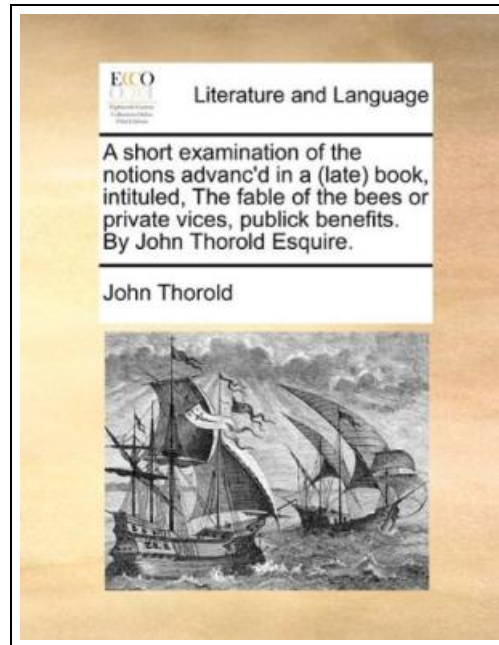 ECCO
Literature and Language
A short examination of the
notions advanc'd in a (late) book,
intituled, The fable of the bees or
private vices, publick benefits.
By John Thorold Esquire.
John Thorold